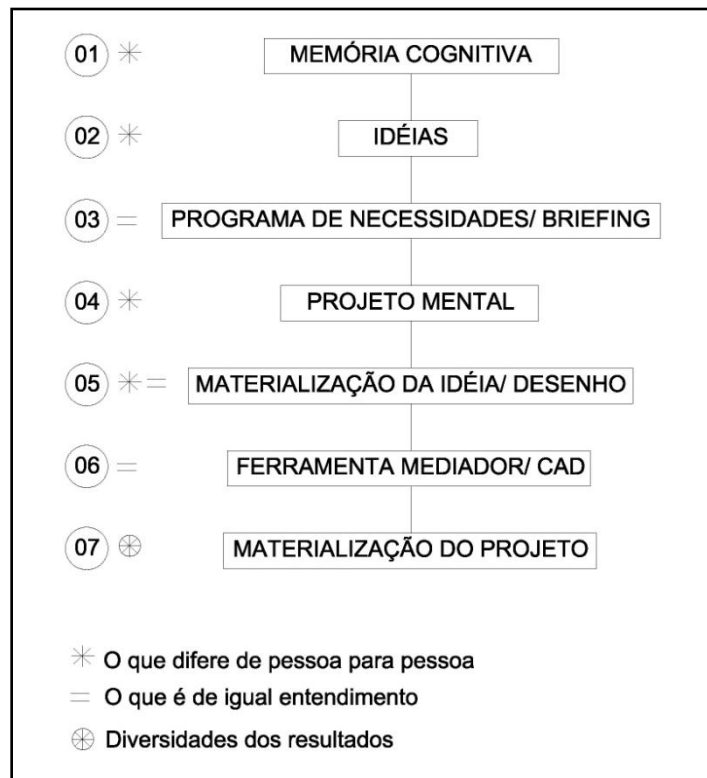 01 MEMÓRIA COGNITIVA
02 IDÉIAS
03 = PROGRAMA DE NECESSIDADES/ BRIEFING
04 PROJETO MENTAL
05 = MATERIALIZAÇÃO DA IDÉIA/ DESENHO
06 = FERRAMENTA MEDIADOR/ CAD
07 MATERIALIZAÇÃO DO PROJETO
O que difere de pessoa para pessoa
= O que é de igual entendimento
Diversidades dos resultados